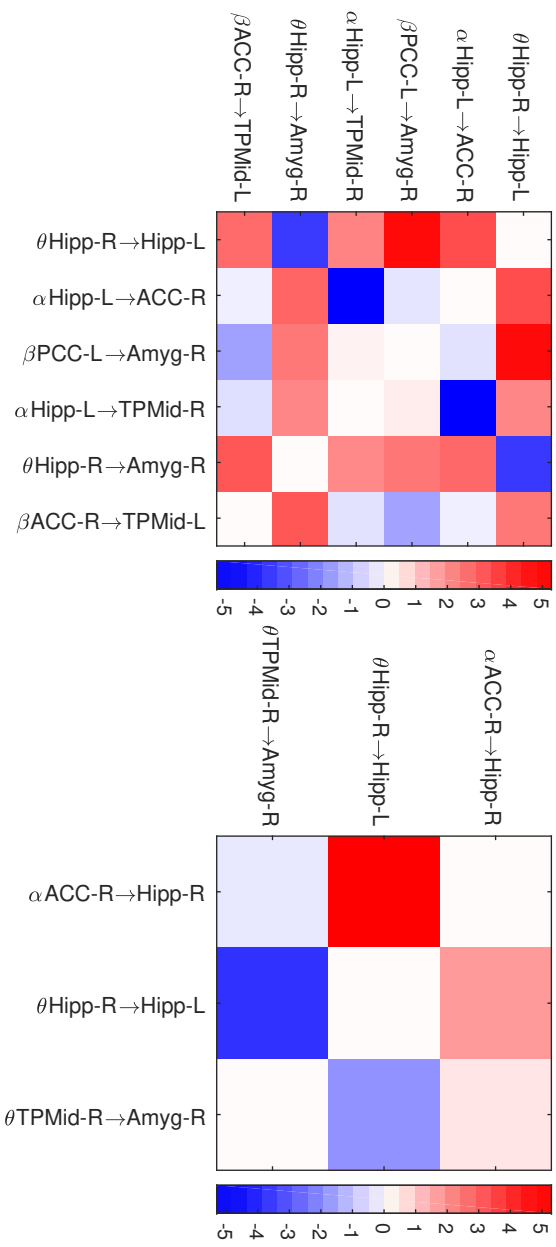 βACC-R→TPMid-L
θHipp-R→Amyg-R
αHipp-L→TPMid-R
βPCC-L→Amyg-R
αHipp-L→ACC-R
θHipp-R→Hipp-L
θHipp-R→Hipp-L
αHipp-L→ACC-R
βPCC-L→Amyg-R
αHipp-L→TPMid-R
θHipp-R→Amyg-R
βACC-R→TPMid-L
-5
-4
-3
-2
-1
0
1
2
3
4
5
θTPMid-R→Amyg-R
θHipp-R→Hipp-L
αACC-R→Hipp-R
αACC-R→Hipp-R
θHipp-R→Hipp-L
θTPMid-R→Amyg-R
-5
-4
-3
-2
-1
0
1
2
3
4
5